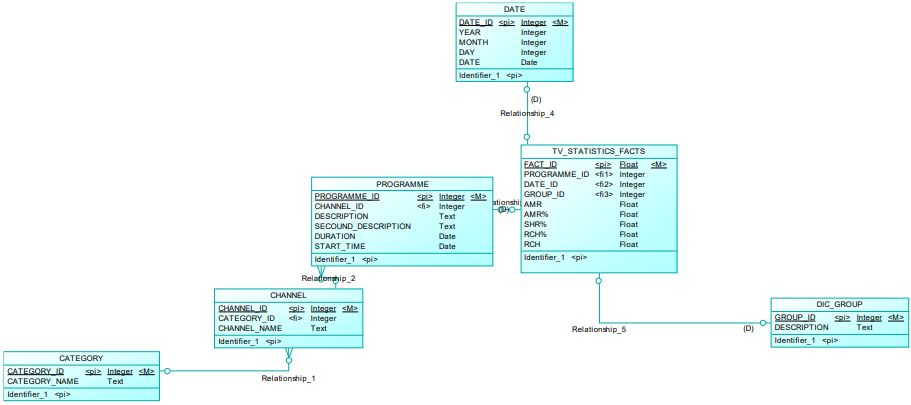 DATE
DATE_ID <pi> Integer <M>
YEAR Integer
MONTH Integer
DAY Integer
DATE Date
Identifier_1 <pi>
(D)
Relationship_4
TV_STATISTICS_FACTS
FACT_ID <pi> Float <M>
PROGRAMME_ID <fi1> Integer
DATE_ID <fi2> Integer
GROUP_ID <fi3> Integer
AMR Float
AMR% Float
SHR% Float
RCH% Float
RCH Float
Identifier_1 <pi>
PROGRAMME
PROGRAMME_ID <pi> Integer <M>
CHANNEL_ID <fi> Integer
DESCRIPTION Text
SECOUND_DESCRIPTION Text
DURATION Date
START_TIME Date
Identifier_1 <pi>
ationship
(D)
Relationship_2
CHANNEL
CHANNEL_ID <pi> Integer <M>
CATEGORY_ID <fi> Integer
CHANNEL_NAME Text
Identifier_1 <pi>
DIC_GROUP
GROUP_ID <pi> Integer <M>
DESCRIPTION Text
Identifier_1 <pi>
Relationship_5 (D)
CATEGORY
CATEGORY_ID <pi> Integer <M>
CATEGORY_NAME Text
Identifier_1 <pi>
Relationship_1